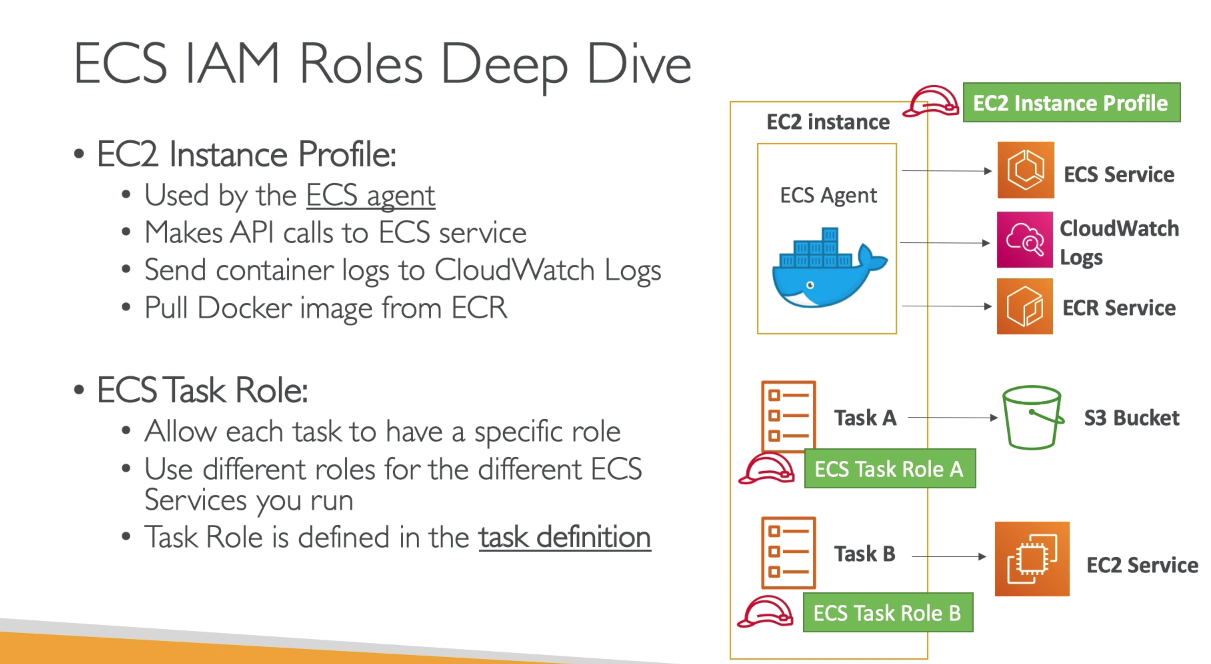 ECS IAM Roles Deep Dive
• EC2 Instance Profile:
• Used by the ECS agent
• Makes API calls to ECS service
• Send container logs to CloudWatch Logs
• Pull Docker image from ECR
• ECS Task Role:
• Allow each task to have a specific role
• Use different roles for the different ECS
Services you run
• Task Role is defined in the task definition
EC2 Instance Profile
EC2 instance
ECS Agent
ECS Service
CloudWatch
Logs
ECR Service
Task A
S3 Bucket
ECS Task Role A
Task B
EC2 Service
ECS Task Role B